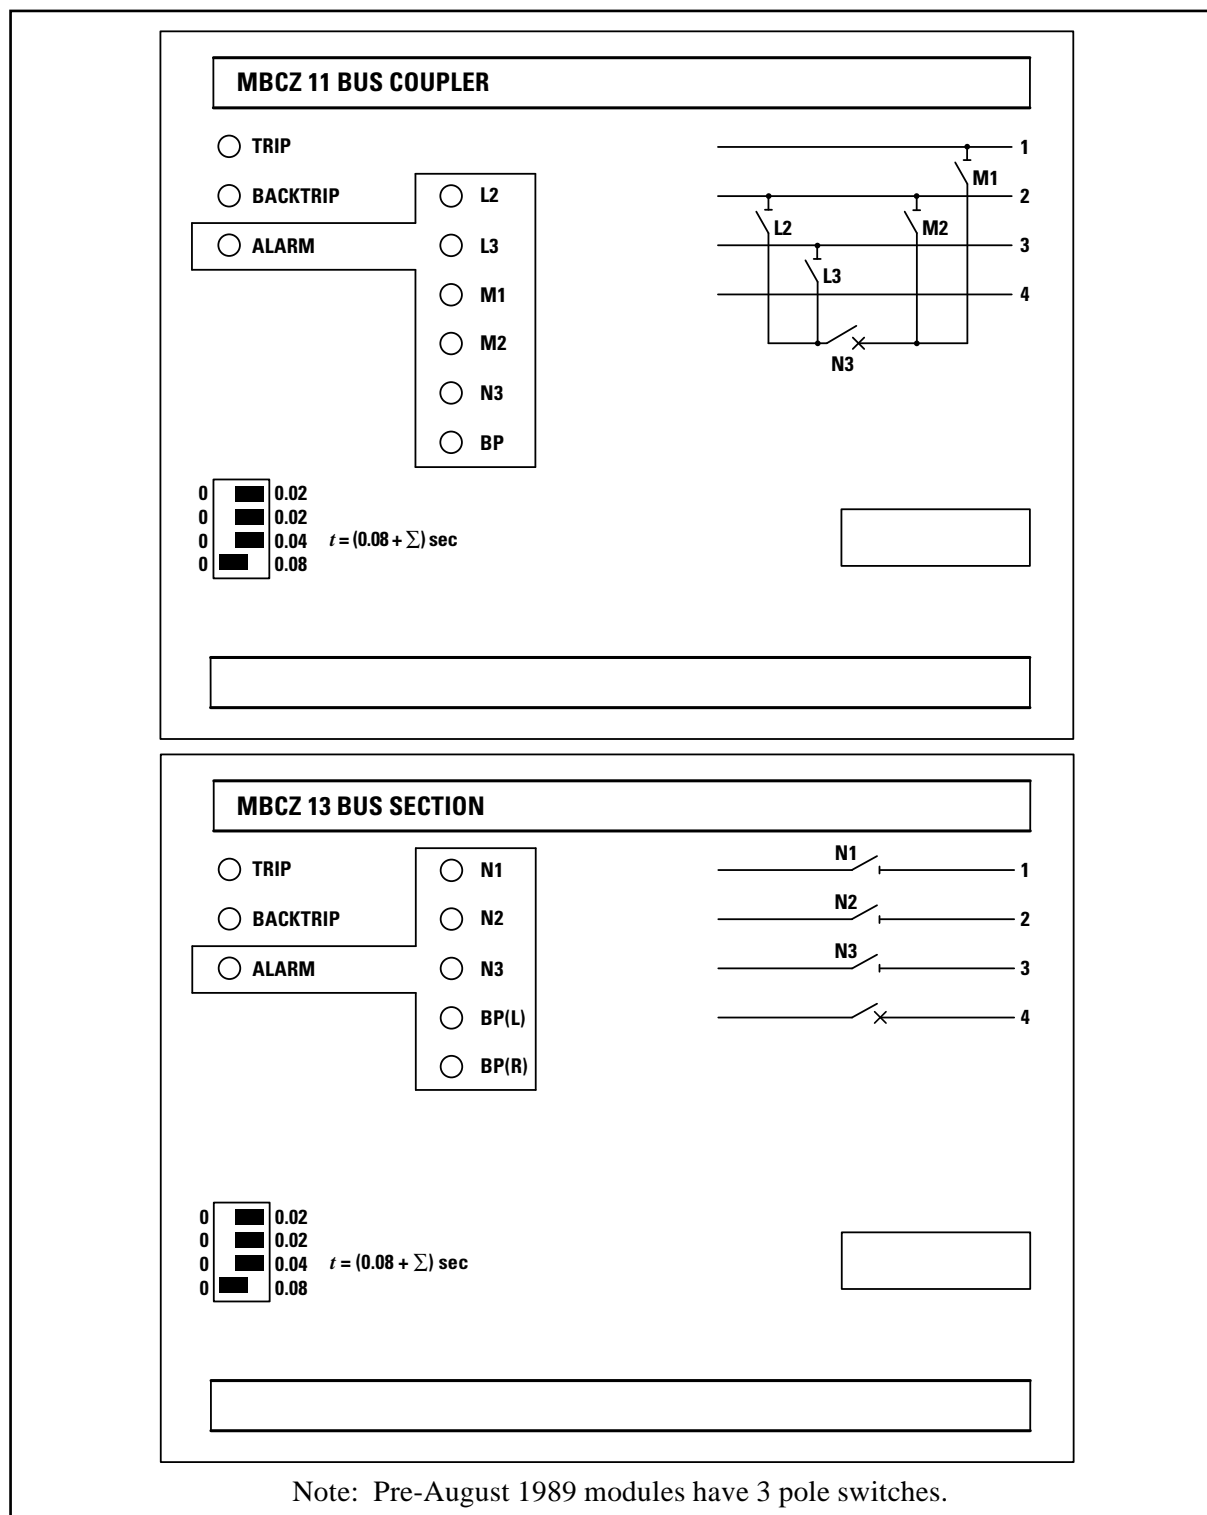 MBCZ 11 BUS COUPLER
TRIP
BACKTRIP
ALARM
L2
L3
M1
M2
N3
BP
1
M1
2
L2
M2
3
L3
4
N3
0 0.02
0 0.02
0 0.04 t = (0.08 + ∑) sec
0 0.08
MBCZ 13 BUS SECTION
TRIP
BACKTRIP
ALARM
N1
N2
N3
BP(L)
BP(R)
N1
1
N2
2
N3
3
4
0 0.02
0 0.02
0 0.04 t = (0.08 + ∑) sec
0 0.08
Note: Pre-August 1989 modules have 3 pole switches.